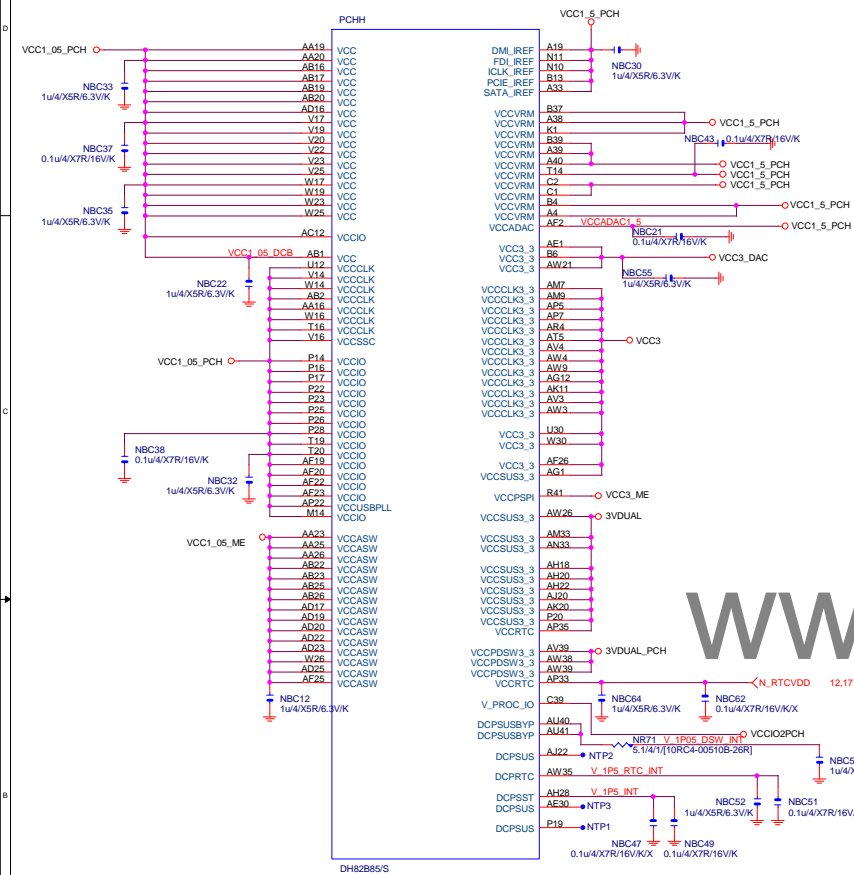 VCC1_5_PCH
PCHH
D
VCC1_05_PCH
AA19 VCC
AA20 VCC
AB16 VCC
AB17 VCC
AB19 VCC
AB20 VCC
AD16 VCC
V17 VCC
V19 VCC
V20 VCC
V22 VCC
V23 VCC
V25 VCC
W17 VCC
W19 VCC
W23 VCC
W25 VCC
AC12 VCCIO
NBC33
1u/4/X5R/6.3V/K
NBC37
0.1u/4/X7R/16V/K
NBC35
1u/4/X5R/6.3V/K
VCC1_05_DCB
AB1 VCC
U12 VCCCLK
V14 VCCCLK
W14 VCCCLK
AB2 VCCCLK
AA16 VCCCLK
W16 VCCCLK
T16 VCCCLK
V16 VCCSSC
NBC22
1u/4/X5R/6.3V/K
VCC1_05_PCH
P14 VCCIO
P16 VCCIO
P17 VCCIO
P22 VCCIO
P23 VCCIO
P25 VCCIO
P26 VCCIO
P28 VCCIO
T19 VCCIO
T20 VCCIO
AF19 VCCIO
AF20 VCCIO
AF22 VCCIO
AF23 VCCIO
AP22 VCCUSBPLL
M14 VCCIO
C
NBC38
0.1u/4/X7R/16V/K
NBC32
1u/4/X5R/6.3V/K
VCC1_05_ME
AA23 VCCASW
AA25 VCCASW
AA26 VCCASW
AB22 VCCASW
AB23 VCCASW
AB25 VCCASW
AB26 VCCASW
AD17 VCCASW
AD19 VCCASW
AD20 VCCASW
AD22 VCCASW
AD23 VCCASW
W26 VCCASW
AD25 VCCASW
AF25 VCCASW
NBC12
1u/4/X5R/6.3V/K
B
DMI_IREF A19
FDI_IREF N11
ICLK_IREF N10
PCIE_IREF B13
SATA_IREF A33
NBC30
1u/4/X5R/6.3V/K
VCCVRM B37
VCCVRM A38
VCCVRM K1
VCCVRM B39
VCCVRM A39
VCCVRM A40
VCCVRM T14
VCCVRM C2
VCCVRM C1
VCCVRM B4
VCCVRM A4
VCCADAC AF2 VCCADAC1_5
VCC1_5_PCH
NBC43 0.1u/4/X7R/16V/K
VCC1_5_PCH
VCC1_5_PCH
VCC1_5_PCH
VCC1_5_PCH
VCC1_5_PCH
NBC21
0.1u/4/X7R/16V/K
VCC3_3 AE1
VCC3_3 B6
VCC3_3 AW21
VCC3_DAC
NBC55
1u/4/X5R/6.3V/K
VCCCLK3_3 AM7
VCCCLK3_3 AM9
VCCCLK3_3 AP5
VCCCLK3_3 AP7
VCCCLK3_3 AR4
VCCCLK3_3 AT5
VCCCLK3_3 AV4
VCCCLK3_3 AW4
VCCCLK3_3 AW9
VCCCLK3_3 AG12
VCCCLK3_3 AK11
VCCCLK3_3 AV3
VCCCLK3_3 AW3
VCC3
VCC3_3 U30
VCC3_3 W30
VCC3_3 AF26
VCCSUS3_3 AG1
VCCPSPI R41 VCC3_ME
VCCSUS3_3 AW26 3VDUAL
VCCSUS3_3 AM33
VCCSUS3_3 AN33
VCCSUS3_3 AH18
VCCSUS3_3 AH20
VCCSUS3_3 AH22
VCCSUS3_3 AJ20
VCCSUS3_3 AK20
VCCSUS3_3 P20
VCCRTC AP35
VCCPDSW3_3 AV39 3VDUAL_PCH
VCCPDSW3_3 AW38
VCCPDSW3_3 AW39
VCCRTC AP33
N_RTCVDD 12,17
NBC64
1u/4/X5R/6.3V/K
NBC62
0.1u/4/X7R/16V/K/X
V_PROC_IO C39
VCCIO2PCH
DCPSUSBYP AU40
DCPSUSBYP AU41
NR71 V_1P05_DSW_INT
5.1/4/1/[10RC4-00510B-26R]
NBC5
1u/4/X
DCPSUS AJ22 NTP2
DCPRTC AW35 V_1P5_RTC_INT
DCPSST AH28 V_1P5_INT
DCPSUS AE30 NTP3
DCPSUS P19 NTP1
NBC52
1u/4/X5R/6.3V/K
NBC51
0.1u/4/X7R/16V/
NBC47
0.1u/4/X7R/16V/K/X
NBC49
0.1u/4/X7R/16V/K
DH82B85/S